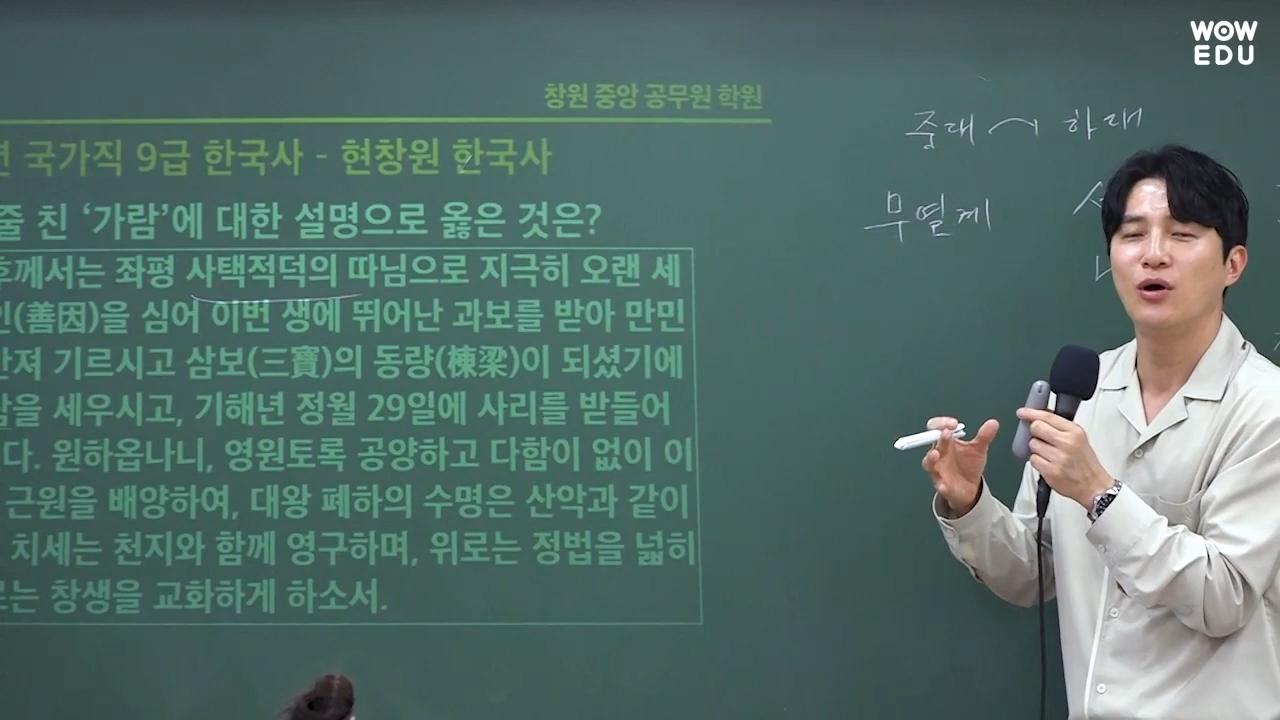 WOW
EDU
창원 중앙 공무원 학원
국가직 9급 한국사 - 현창원 한국사
줄 친 ‘가람’에 대한 설명으로 옳은 것은?
께서는 좌평 사택적덕의 따님으로 지극히 오랜 세
인(善因)을 심어 이번 생에 뛰어난 과보를 받아 만민
져 기르시고 삼보(三寶)의 동량(棟梁)이 되셨기에
을 세우시고, 기해년 정월 29일에 사리를 받들어
다. 원하옵나니, 영원토록 공양하고 다함이 없이 이
근원을 배양하여, 대왕 폐하의 수명은 산악과 같이
치세는 천지와 함께 영구하며, 위로는 정법을 넓히
는 창생을 교화하게 하소서.
중대 하대
무열계